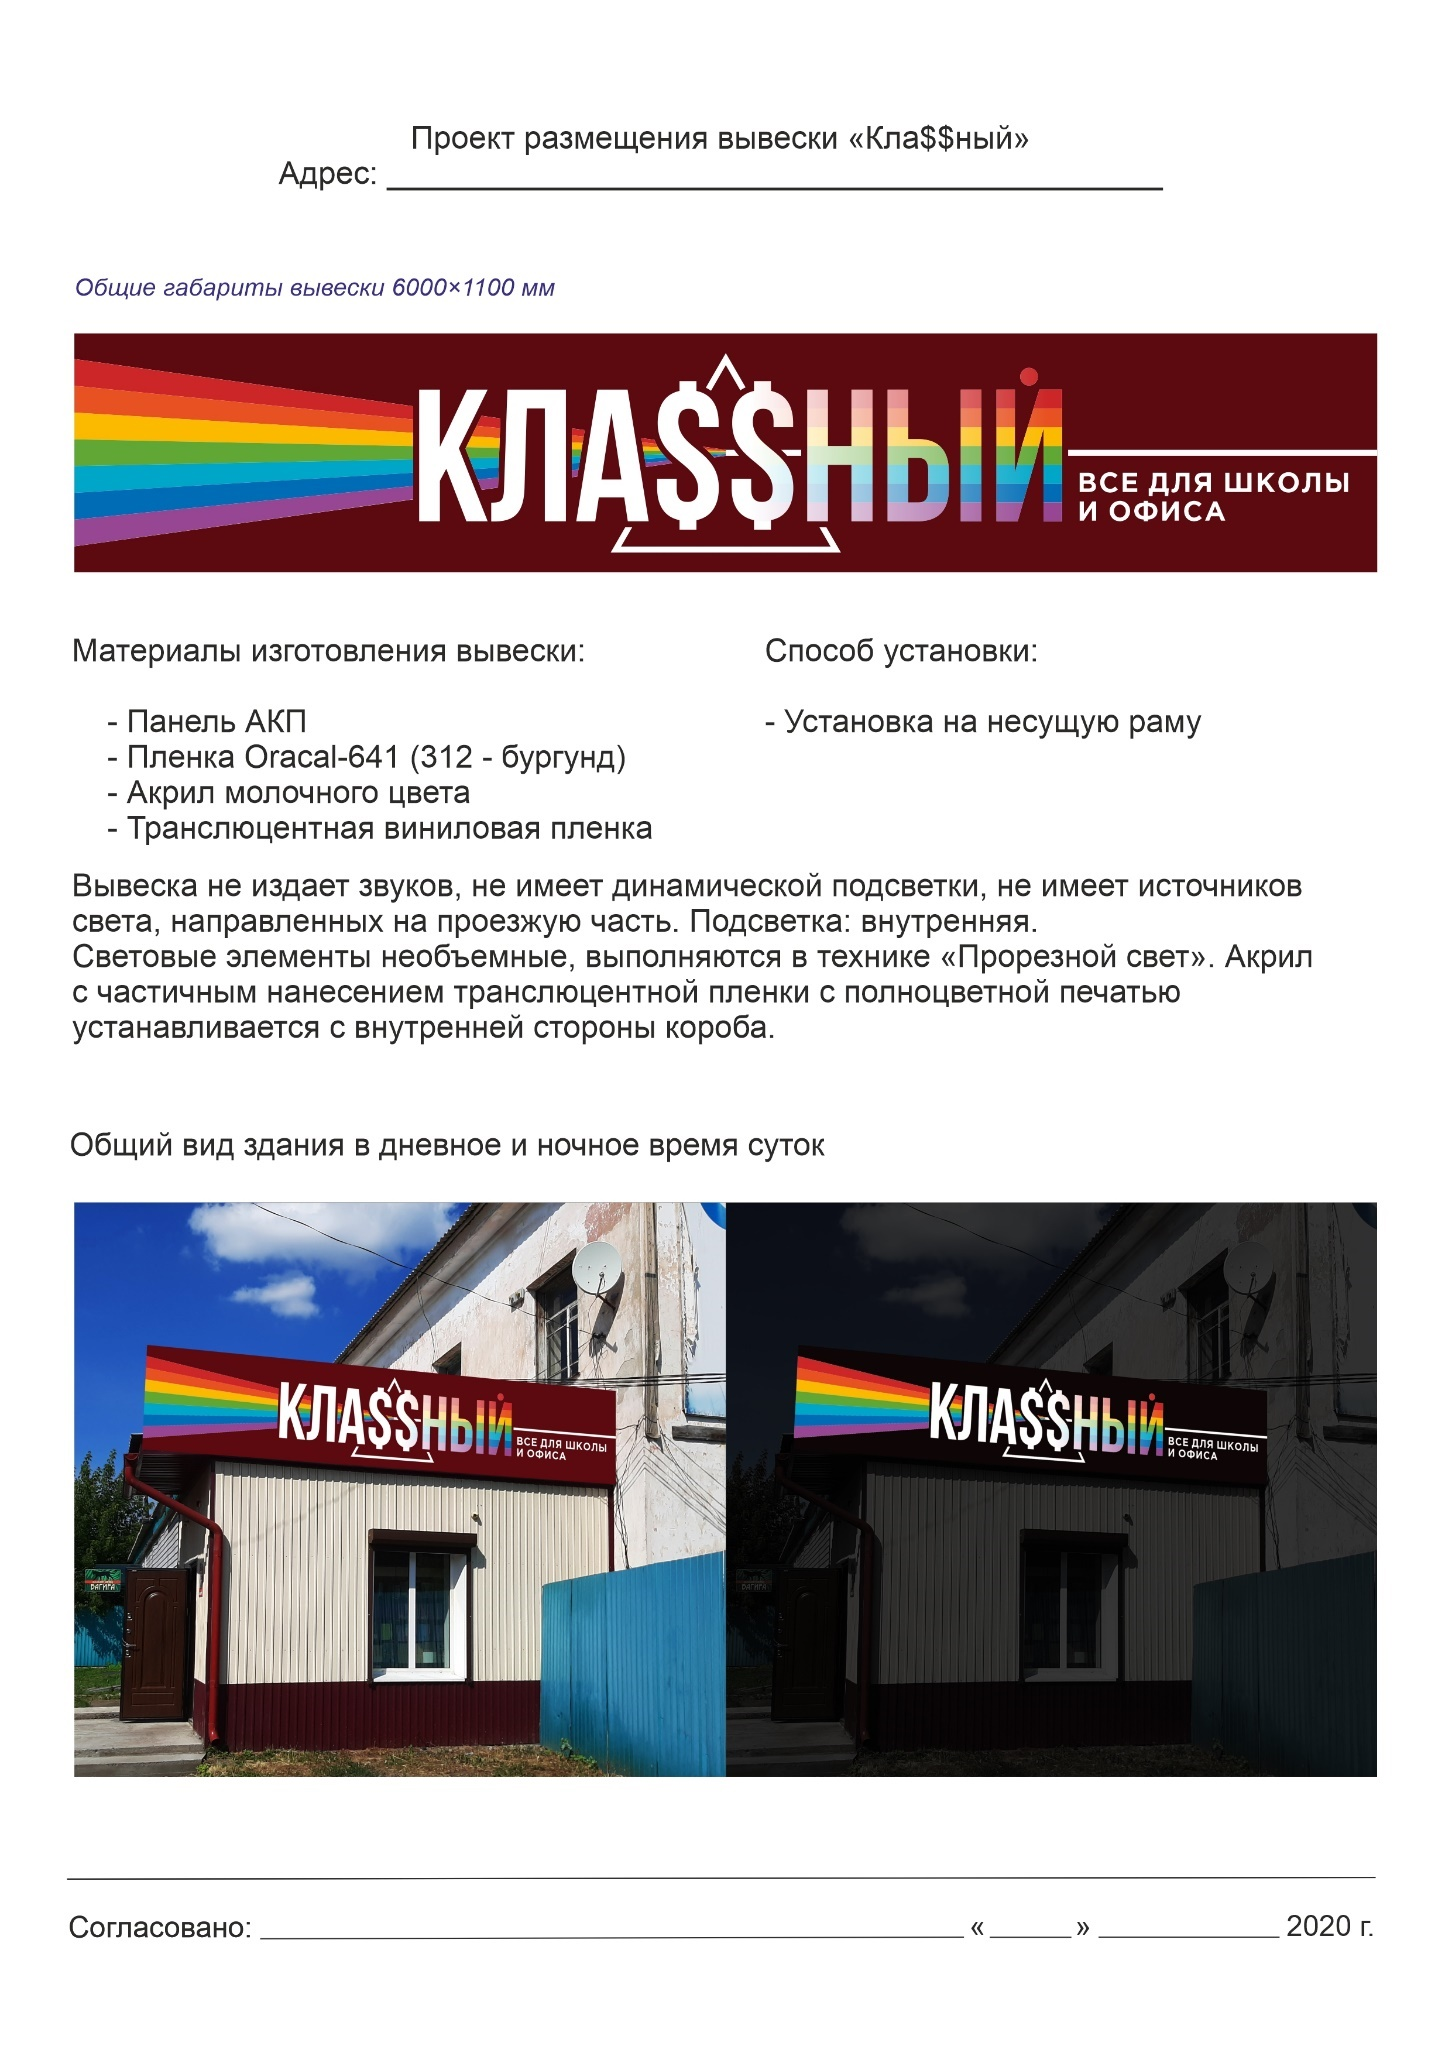 Проект размещения вывески «Кла$$ный»
Адрес:
Общие габариты вывески 6000×1100 мм
КЛА$$НЫЙ
ВСЕ ДЛЯ ШКОЛЫ
И ОФИСА
Материалы изготовления вывески:
- Панель АКП
- Пленка Oracal-641 (312 - бургунд)
- Акрил молочного цвета
- Транслюцентная виниловая пленка
Способ установки:
- Установка на несущую раму
Вывеска не издает звуков, не имеет динамической подсветки, не имеет источников
света, направленных на проезжую часть. Подсветка: внутренняя.
Световые элементы необъемные, выполняются в технике «Прорезной свет». Акрил
с частичным нанесением транслюцентной пленки с полноцветной печатью
устанавливается с внутренней стороны короба.
Общий вид здания в дневное и ночное время суток
КЛА$$НЫЙ
ВСЕ ДЛЯ ШКОЛЫ
И ОФИСА
БАГИРА
КЛА$$НЫЙ
ВСЕ ДЛЯ ШКОЛЫ
И ОФИСА
БАГИРА
Согласовано: « » 2020 г.